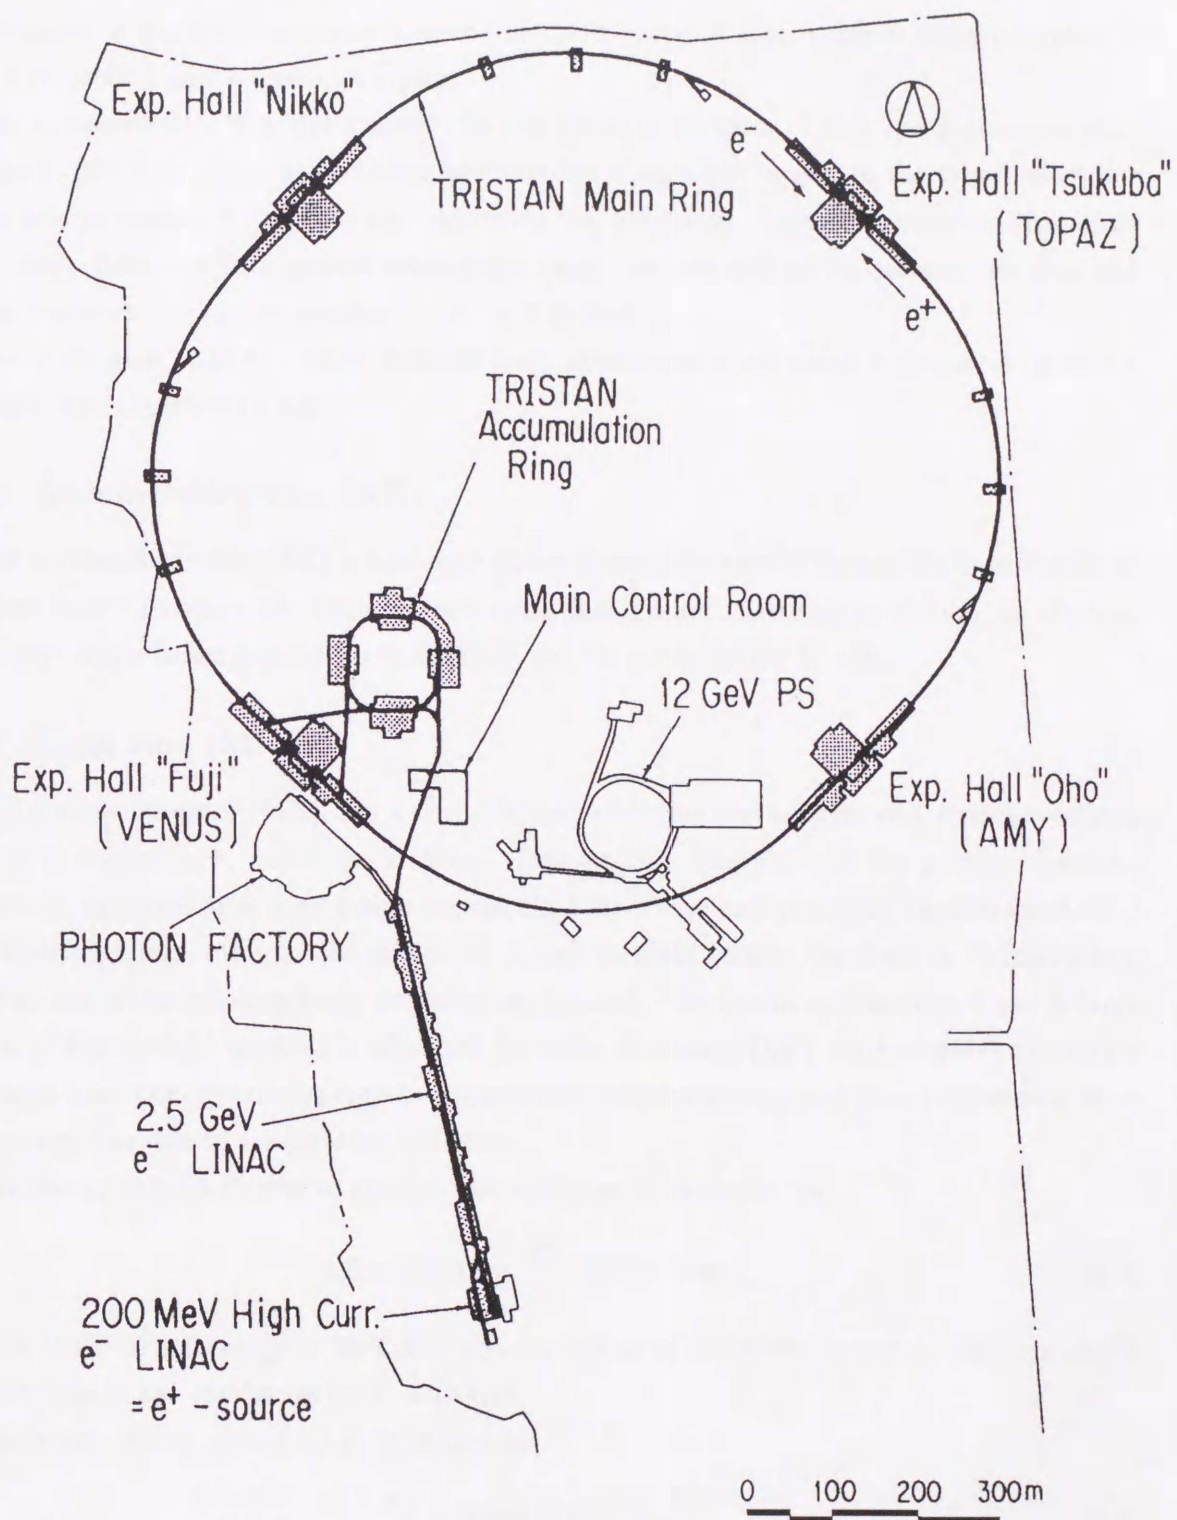 Exp. Hall "Nikko"
TRISTAN Main Ring
e⁻
Exp. Hall "Tsukuba"
(TOPAZ)
e⁺
TRISTAN
Accumulation
Ring
Main Control Room
12 GeV PS
Exp. Hall "Fuji"
(VENUS)
Exp. Hall "Oho"
(AMY)
PHOTON FACTORY
2.5 GeV
e⁻ LINAC
200 MeV High Curr.
e⁻ LINAC
= e⁺ - source
0 100 200 300m